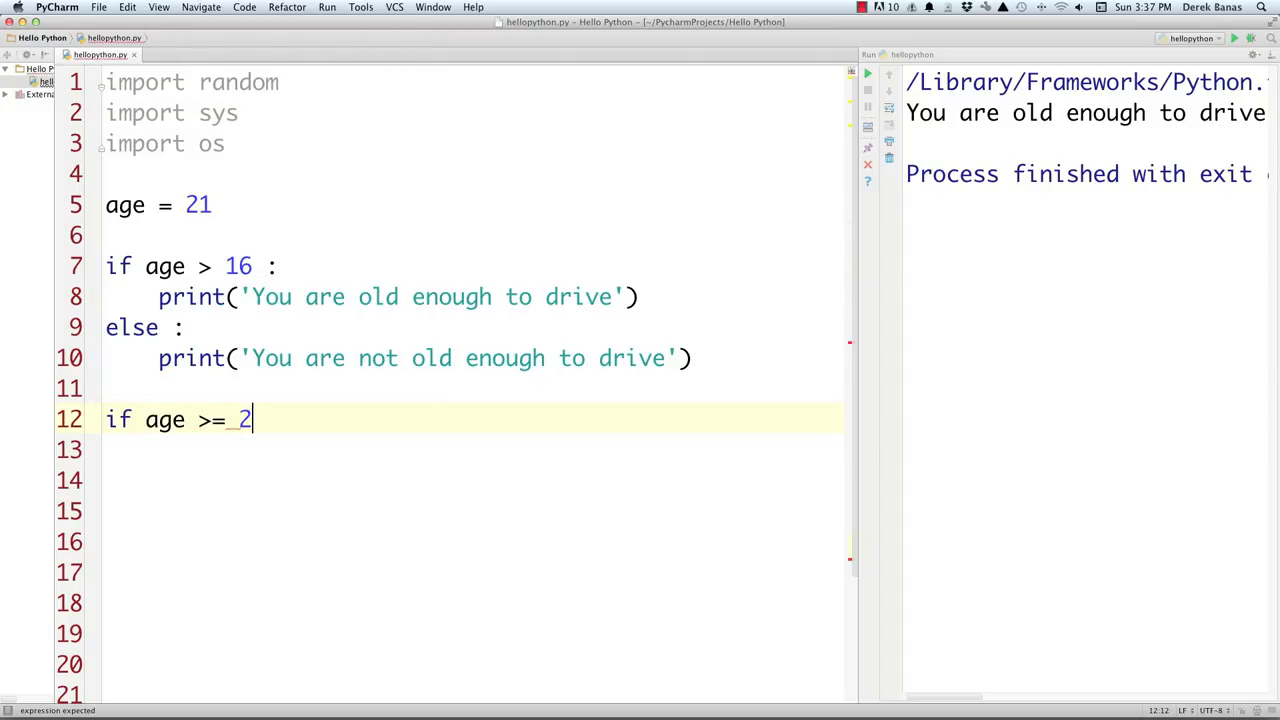 PyCharm File Edit View Navigate Code Refactor Run Tools VCS Window Help 10 Sun 3:37 PM Derek Banas
hellopython.py - Hello Python - [~/PycharmProjects/Hello Python]
Hello Python hellopython.py hellopython
hellopython.py × Run hellopython
Hello P
hell
Externa
1 import random
2 import sys
3 import os
4
5 age = 21
6
7 if age > 16 :
8 print('You are old enough to drive')
9 else :
10 print('You are not old enough to drive')
11
12 if age >= 2
13
14
15
16
17
18
19
20
21
/Library/Frameworks/Python.
You are old enough to drive
Process finished with exit
expression expected 12:12 LF UTF-8